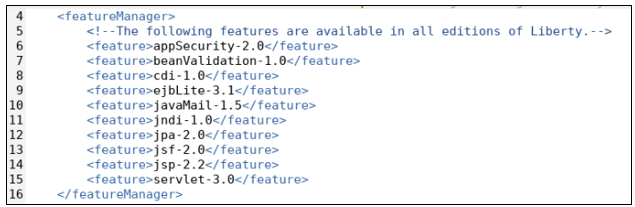 4 <featureManager>
5 <!--The following features are available in all editions of Liberty.-->
6 <feature>appSecurity-2.0</feature>
7 <feature>beanValidation-1.0</feature>
8 <feature>cdi-1.0</feature>
9 <feature>ejbLite-3.1</feature>
10 <feature>javaMail-1.5</feature>
11 <feature>jndi-1.0</feature>
12 <feature>jpa-2.0</feature>
13 <feature>jsf-2.0</feature>
14 <feature>jsp-2.2</feature>
15 <feature>servlet-3.0</feature>
16 </featureManager>